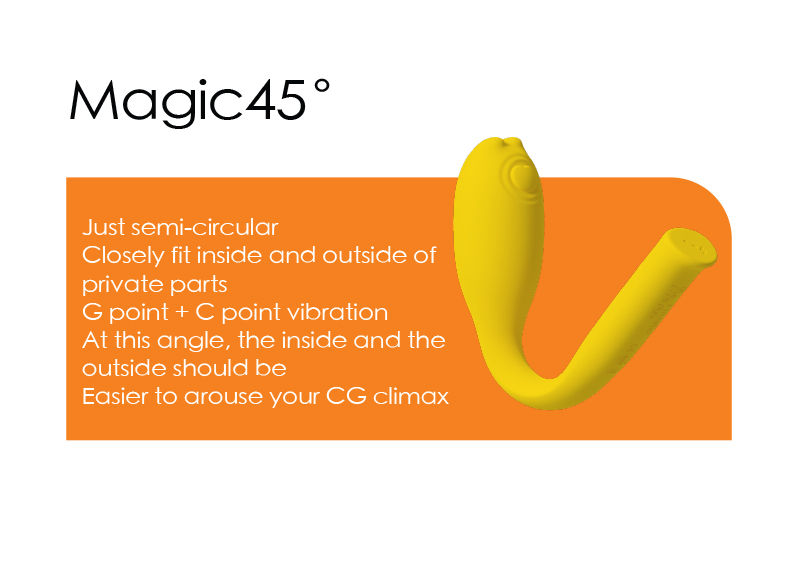 Magic45°
Just semi-circular
Closely fit inside and outside of
private parts
G point + C point vibration
At this angle, the inside and the
outside should be
Easier to arouse your CG climax